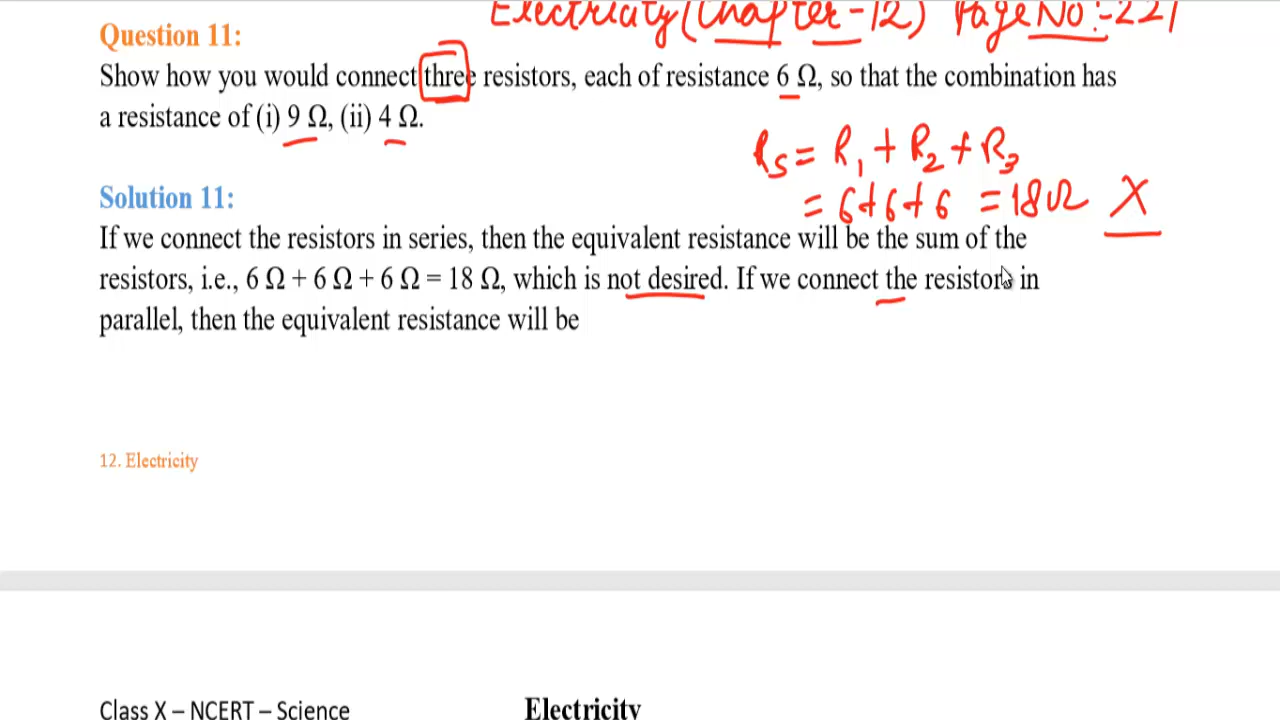 Electricity (Chapter-12) Page No :- 221
Question 11:
Show how you would connect three resistors, each of resistance 6 Ω, so that the combination has
a resistance of (i) 9 Ω, (ii) 4 Ω.
Rs = R1 + R2 + R3
= 6+6+6 = 18Ω X
Solution 11:
If we connect the resistors in series, then the equivalent resistance will be the sum of the
resistors, i.e., 6 Ω + 6 Ω + 6 Ω = 18 Ω, which is not desired. If we connect the resistors in
parallel, then the equivalent resistance will be
12. Electricity
Class X – NCERT – Science Electricity